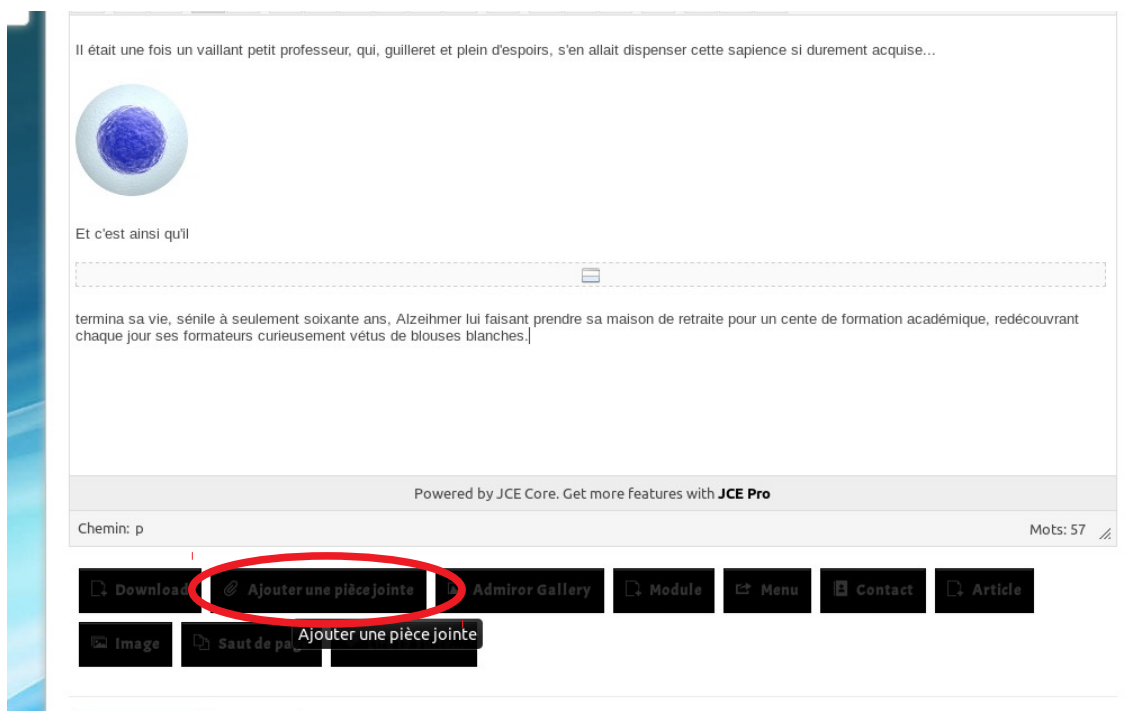 Il était une fois un vaillant petit professeur, qui, guilleret et plein d'espoirs, s'en allait dispenser cette sapience si durement acquise...
Et c'est ainsi qu'il
termina sa vie, sénile à seulement soixante ans, Alzeihmer lui faisant prendre sa maison de retraite pour un cente de formation académique, redécouvrant
chaque jour ses formateurs curieusement vétus de blouses blanches.
Powered by JCE Core. Get more features with JCE Pro
Chemin: p
Mots: 57
Download Ajouter une pièce jointe Admiror Gallery Module Menu Contact Article
Image Saut de pa
Ajouter une pièce jointe